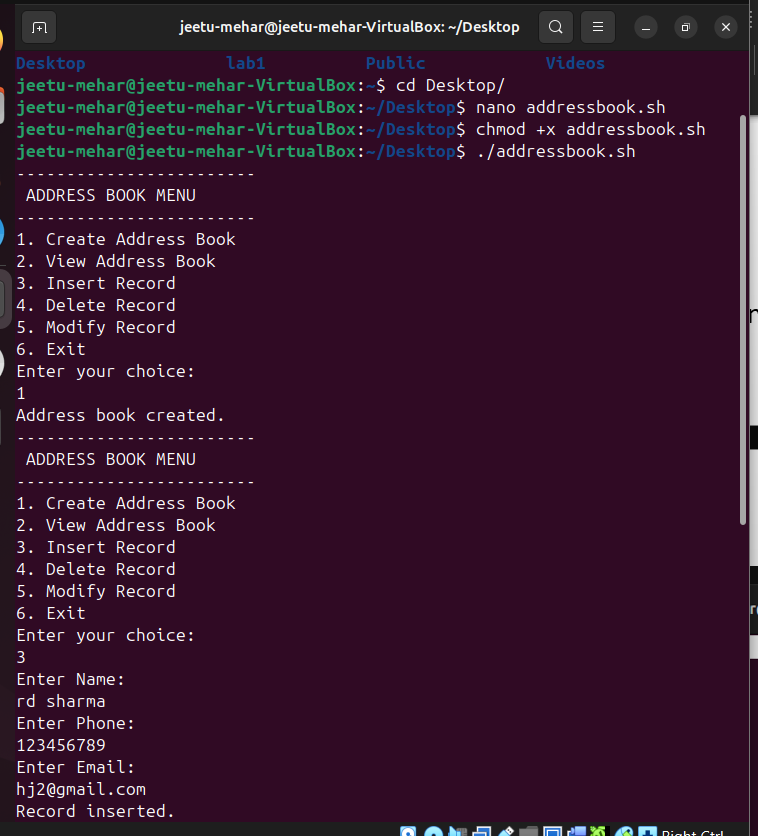 jeetu-mehar@jeetu-mehar-VirtualBox: ~/Desktop
Desktop lab1 Public Videos
jeetu-mehar@jeetu-mehar-VirtualBox:~$ cd Desktop/
jeetu-mehar@jeetu-mehar-VirtualBox:~/Desktop$ nano addressbook.sh
jeetu-mehar@jeetu-mehar-VirtualBox:~/Desktop$ chmod +x addressbook.sh
jeetu-mehar@jeetu-mehar-VirtualBox:~/Desktop$ ./addressbook.sh
------------------------
ADDRESS BOOK MENU
------------------------
1. Create Address Book
2. View Address Book
3. Insert Record
4. Delete Record
5. Modify Record
6. Exit
Enter your choice:
1
Address book created.
------------------------
ADDRESS BOOK MENU
------------------------
1. Create Address Book
2. View Address Book
3. Insert Record
4. Delete Record
5. Modify Record
6. Exit
Enter your choice:
3
Enter Name:
rd sharma
Enter Phone:
123456789
Enter Email:
hj2@gmail.com
Record inserted.
Right Ctrl